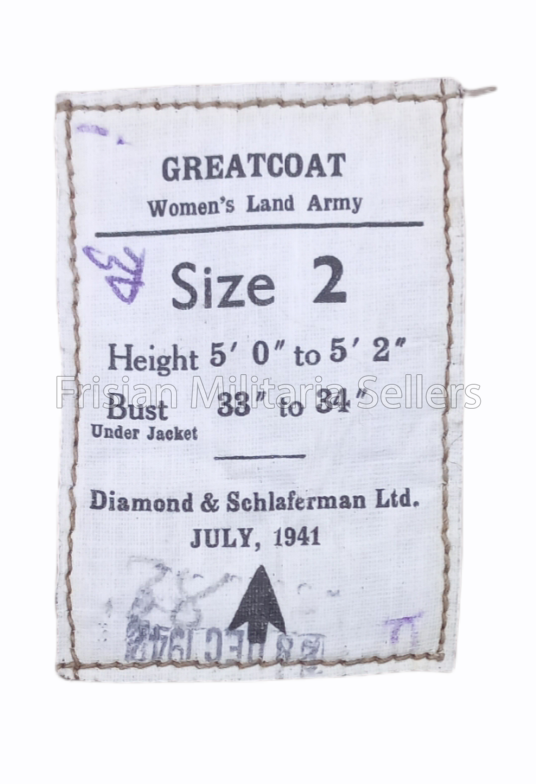 GREATCOAT
Women's Land Army
Size 2
Height 5' 0" to 5' 2"
Frisian Militaria Sellers
Bust 33" to 34"
Under Jacket
Diamond & Schlaferman Ltd.
JULY, 1941